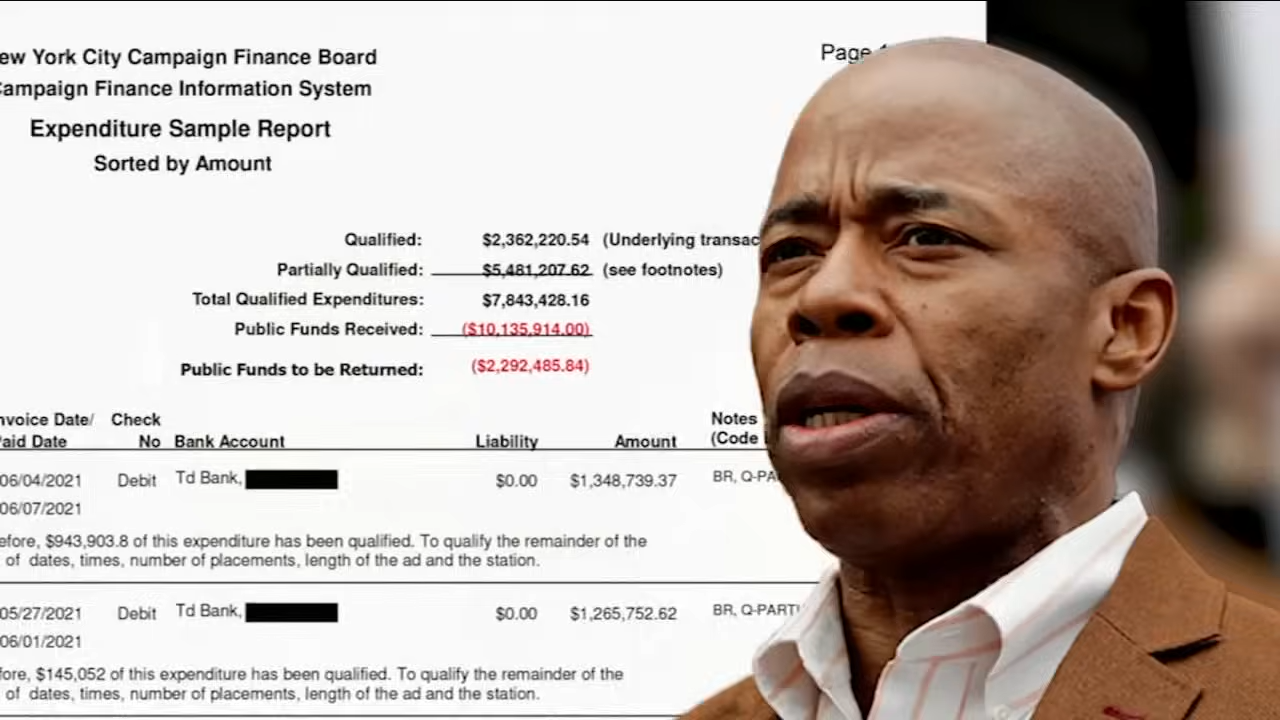 ew York City Campaign Finance Board
Page
ampaign Finance Information System
Expenditure Sample Report
Sorted by Amount
Qualified: $2,362,220.54 (Underlying transac
Partially Qualified: $5,481,207.62 (see footnotes)
Total Qualified Expenditures: $7,843,428.16
Public Funds Received: ($10,135,914.00)
Public Funds to be Returned: ($2,292,485.84)
nvoice Date/ Check Notes
aid Date No Bank Account Liability Amount (Code
06/04/2021 Debit Td Bank, $0.00 $1,348,739.37 BR, Q-PA
06/07/2021
efore, $943,903.8 of this expenditure has been qualified. To qualify the remainder of the
of dates, times, number of placements, length of the ad and the station.
05/27/2021 Debit Td Bank, $0.00 $1,265,752.62 BR, Q-PARTI
06/01/2021
fore, $145,052 of this expenditure has been qualified. To qualify the remainder of the
of dates, times, number of placements, length of the ad and the station.